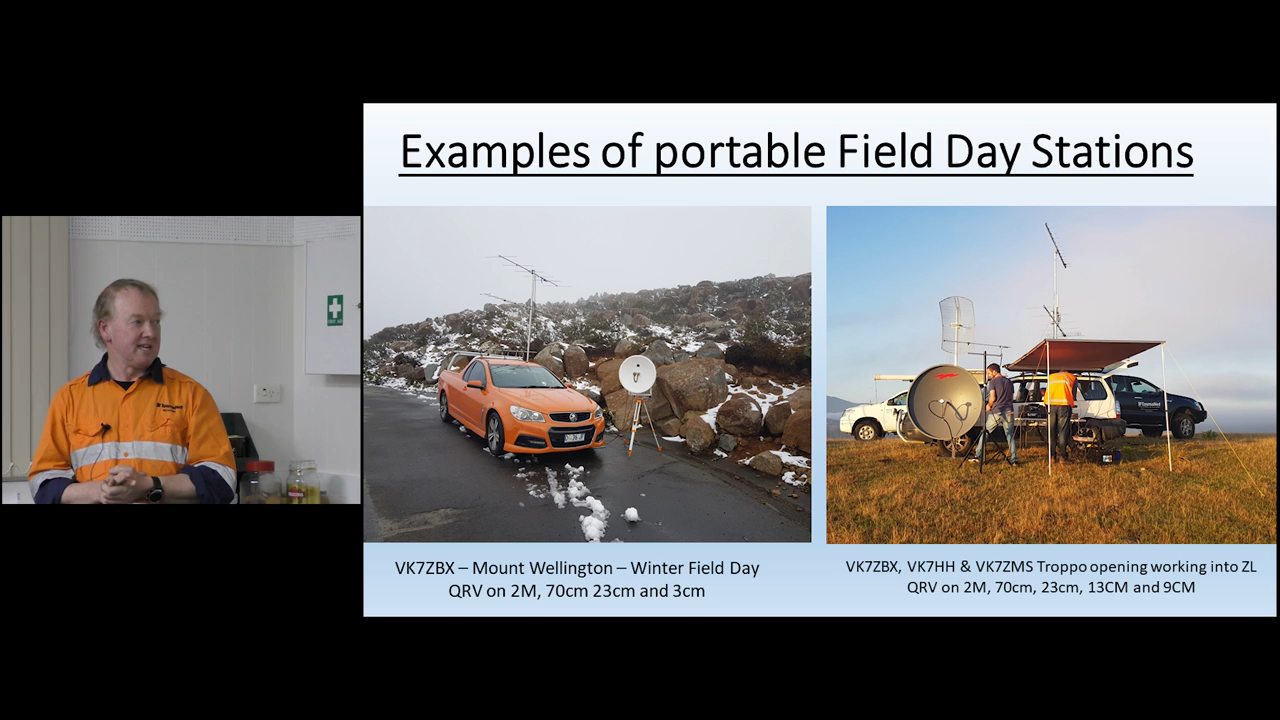 Examples of portable Field Day Stations
VK7ZBX – Mount Wellington – Winter Field Day
QRV on 2M, 70cm 23cm and 3cm
VK7ZBX, VK7HH & VK7ZMS Troppo opening working into ZL
QRV on 2M, 70cm, 23cm, 13CM and 9CM